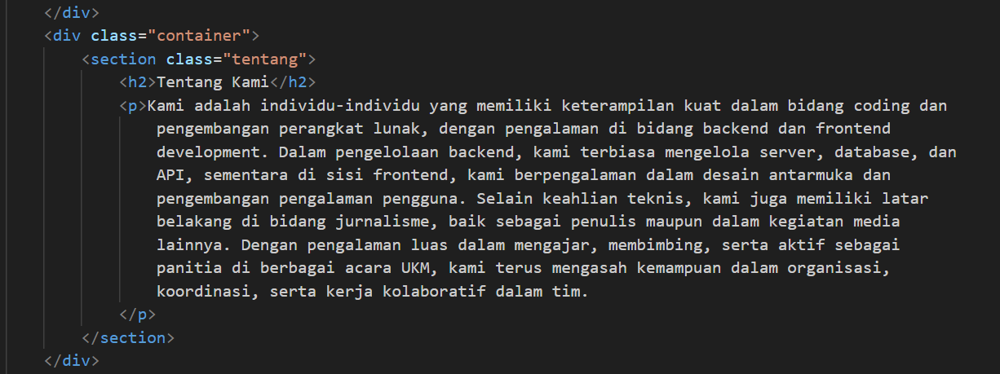 </div>
<div class="container">
<section class="tentang">
<h2>Tentang Kami</h2>
<p>Kami adalah individu-individu yang memiliki keterampilan kuat dalam bidang coding dan
pengembangan perangkat lunak, dengan pengalaman di bidang backend dan frontend
development. Dalam pengelolaan backend, kami terbiasa mengelola server, database, dan
API, sementara di sisi frontend, kami berpengalaman dalam desain antarmuka dan
pengembangan pengalaman pengguna. Selain keahlian teknis, kami juga memiliki latar
belakang di bidang jurnalisme, baik sebagai penulis maupun dalam kegiatan media
lainnya. Dengan pengalaman luas dalam mengajar, membimbing, serta aktif sebagai
panitia di berbagai acara UKM, kami terus mengasah kemampuan dalam organisasi,
koordinasi, serta kerja kolaboratif dalam tim.
</p>
</section>
</div>